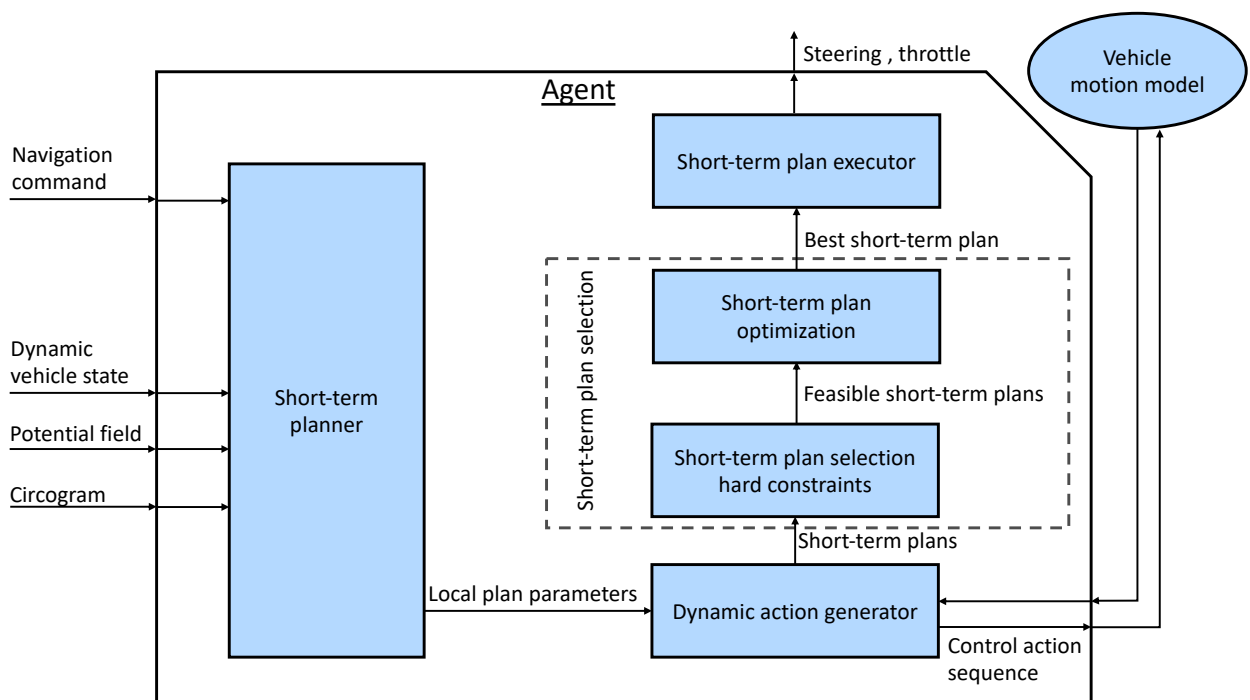 Steering , throttle
Agent
Vehicle
motion model
Navigation
command
Short-term plan executor
Best short-term plan
Short-term plan selection
Short-term plan
optimization
Dynamic
vehicle state
Short-term
planner
Feasible short-term plans
Potential field
Short-term plan selection
hard constraints
Circogram
Short-term plans
Local plan parameters
Dynamic action generator
Control action
sequence